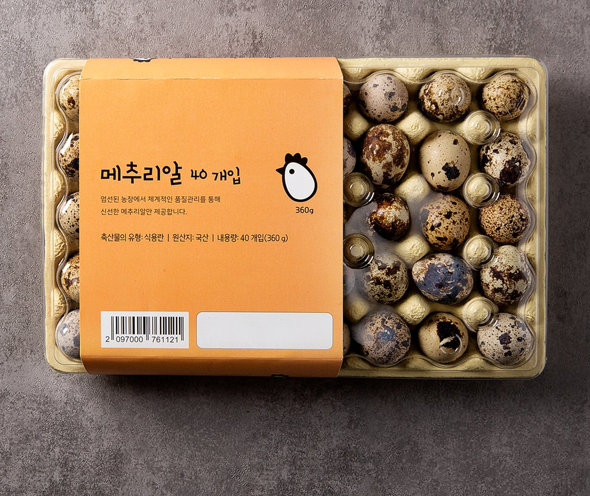 메추리알 40 개입
엄선된 농장에서 체계적인 품질관리를 통해
신선한 메추리알만 제공합니다.
360g
축산물의 유형: 식용란 | 원산지: 국산 | 내용량: 40 개입(360 g)
2 097000 761121